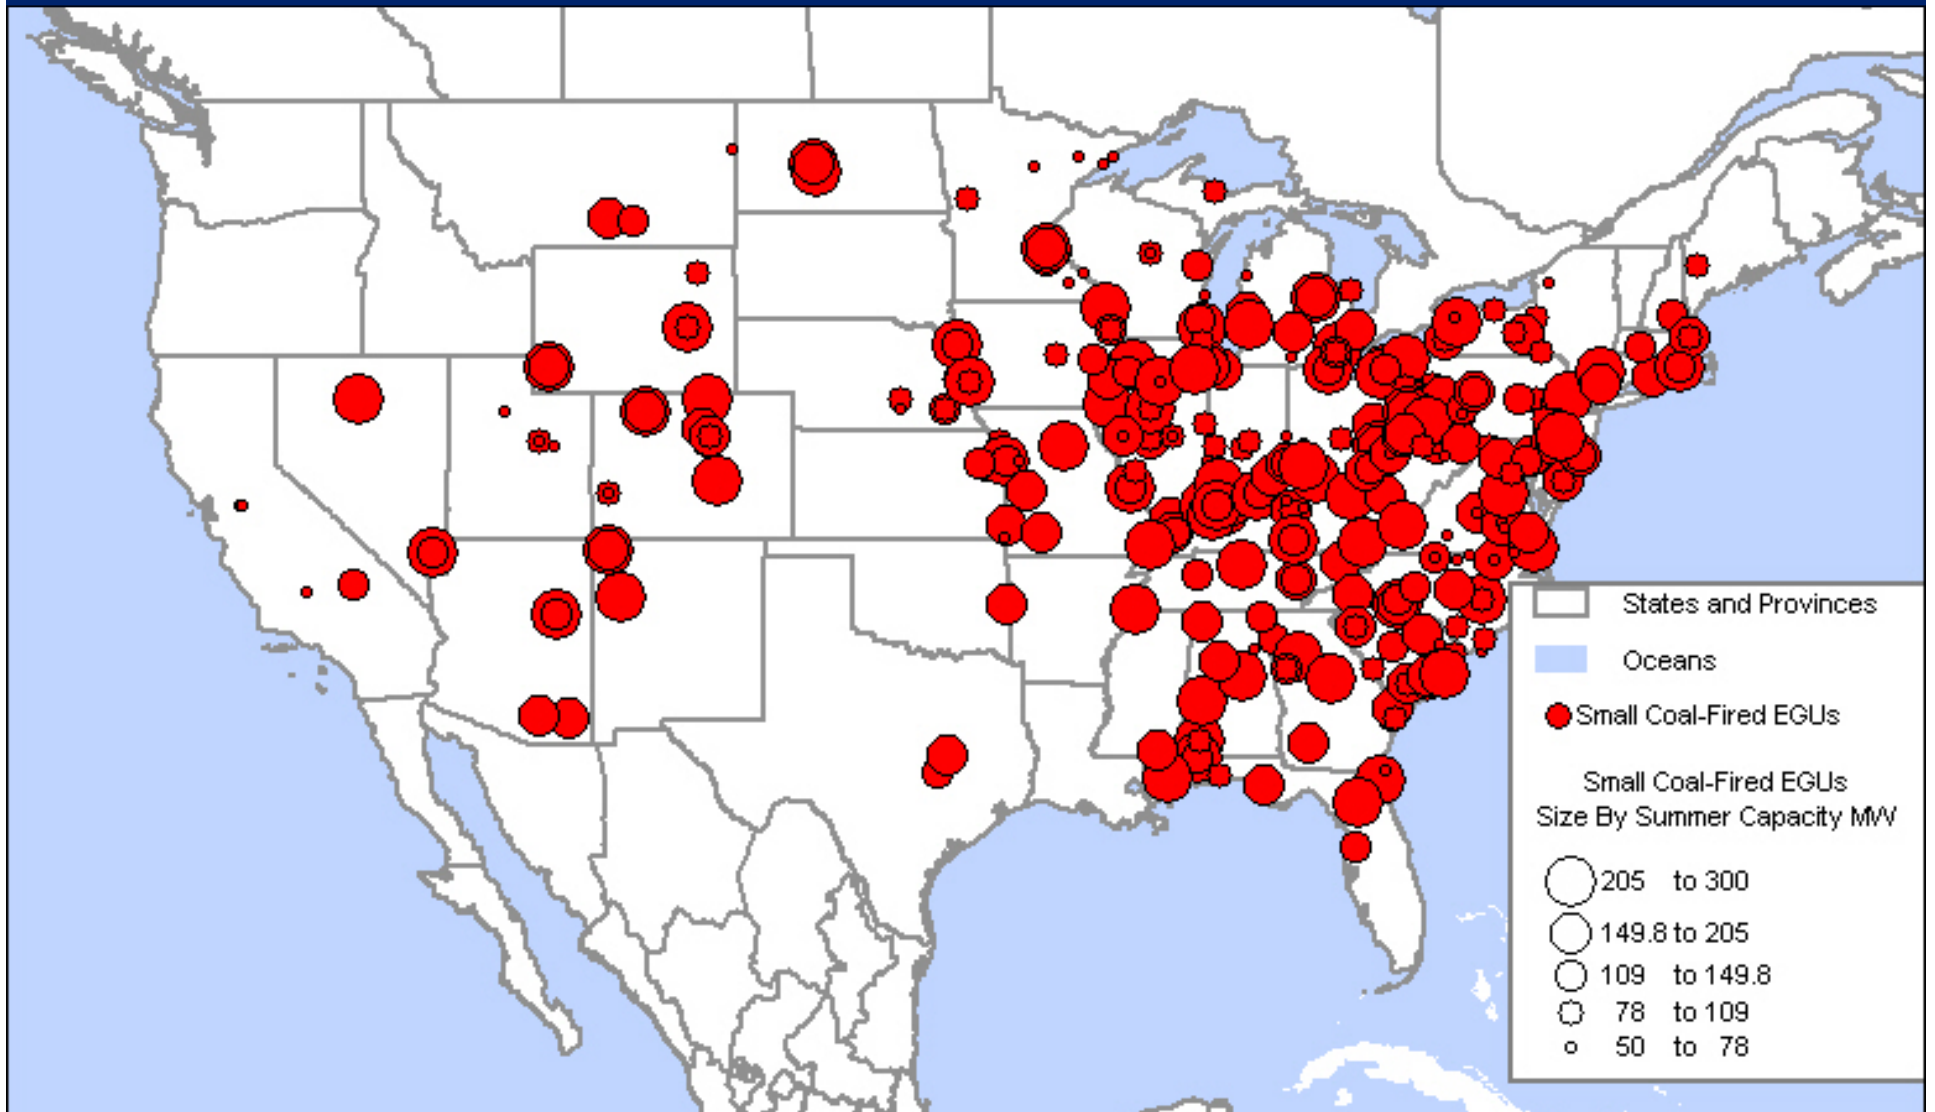 States and Provinces
Oceans
Small Coal-Fired EGUs
Small Coal-Fired EGUs
Size By Summer Capacity MW
205 to 300
149.8 to 205
109 to 149.8
78 to 109
50 to 78